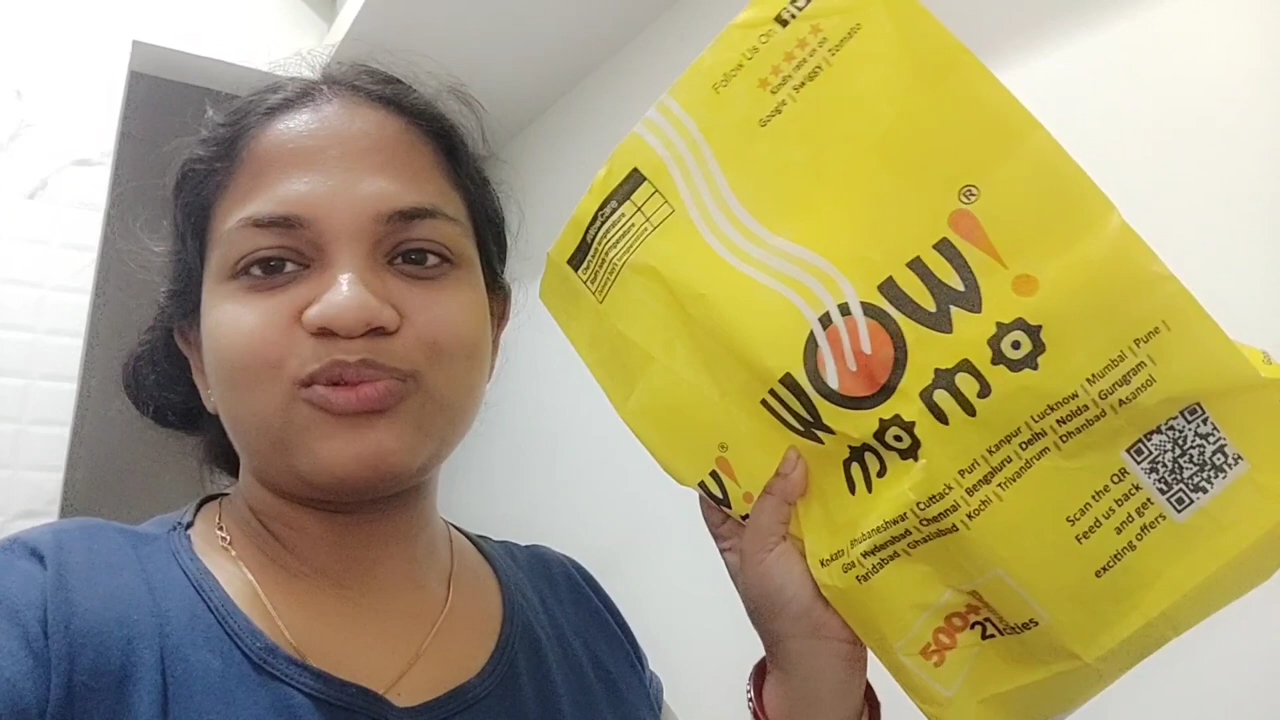 Follow Us On
Kindly rate us on
Google | Swiggy | Zomato
AttenCare
WOW!®
momo
Kolkata | Bhubaneshwar | Cuttack | Puri | Kanpur | Lucknow | Mumbai | Pune |
Goa | Hyderabad | Chennai | Bengaluru | Delhi | Noida | Gurugram |
Faridabad | Ghaziabad | Kochi | Trivandrum | Dhanbad | Asansol
Scan the QR
Feed us back
and get
exciting offers
500+
21 cities
W!®